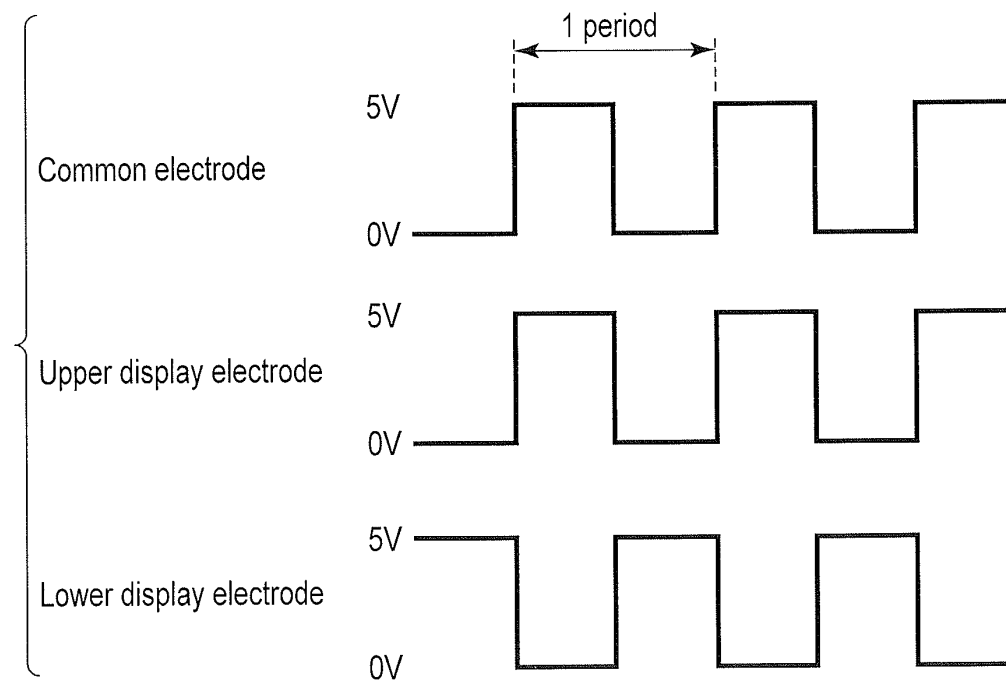 1 period
5V
Common electrode
0V
5V
Upper display electrode
0V
5V
Lower display electrode
0V